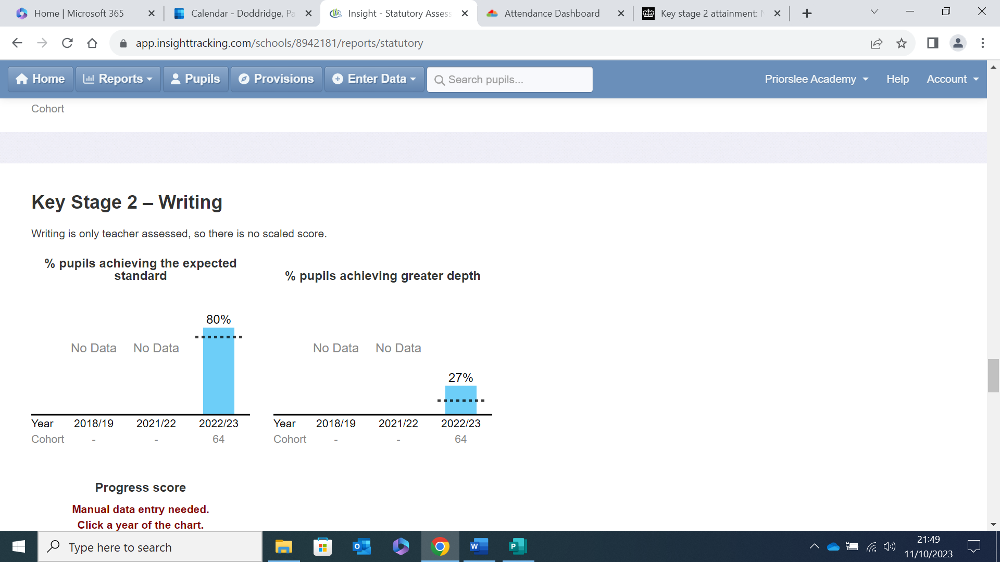 Home | Microsoft 365
Calendar - Doddridge, Pa
Insight - Statutory Assess
Attendance Dashboard
Key stage 2 attainment: N
app.insighttracking.com/schools/8942181/reports/statutory
Home
Reports
Pupils
Provisions
Enter Data
Search pupils...
Priorslee Academy
Help
Account
Cohort
Key Stage 2 – Writing
Writing is only teacher assessed, so there is no scaled score.
% pupils achieving the expected
standard
80%
No Data No Data
Year 2018/19 2021/22 2022/23
Cohort - - 64
% pupils achieving greater depth
No Data No Data
27%
Year 2018/19 2021/22 2022/23
Cohort - - 64
Progress score
Manual data entry needed.
Click a year of the chart.
Type here to search
21:49
11/10/2023